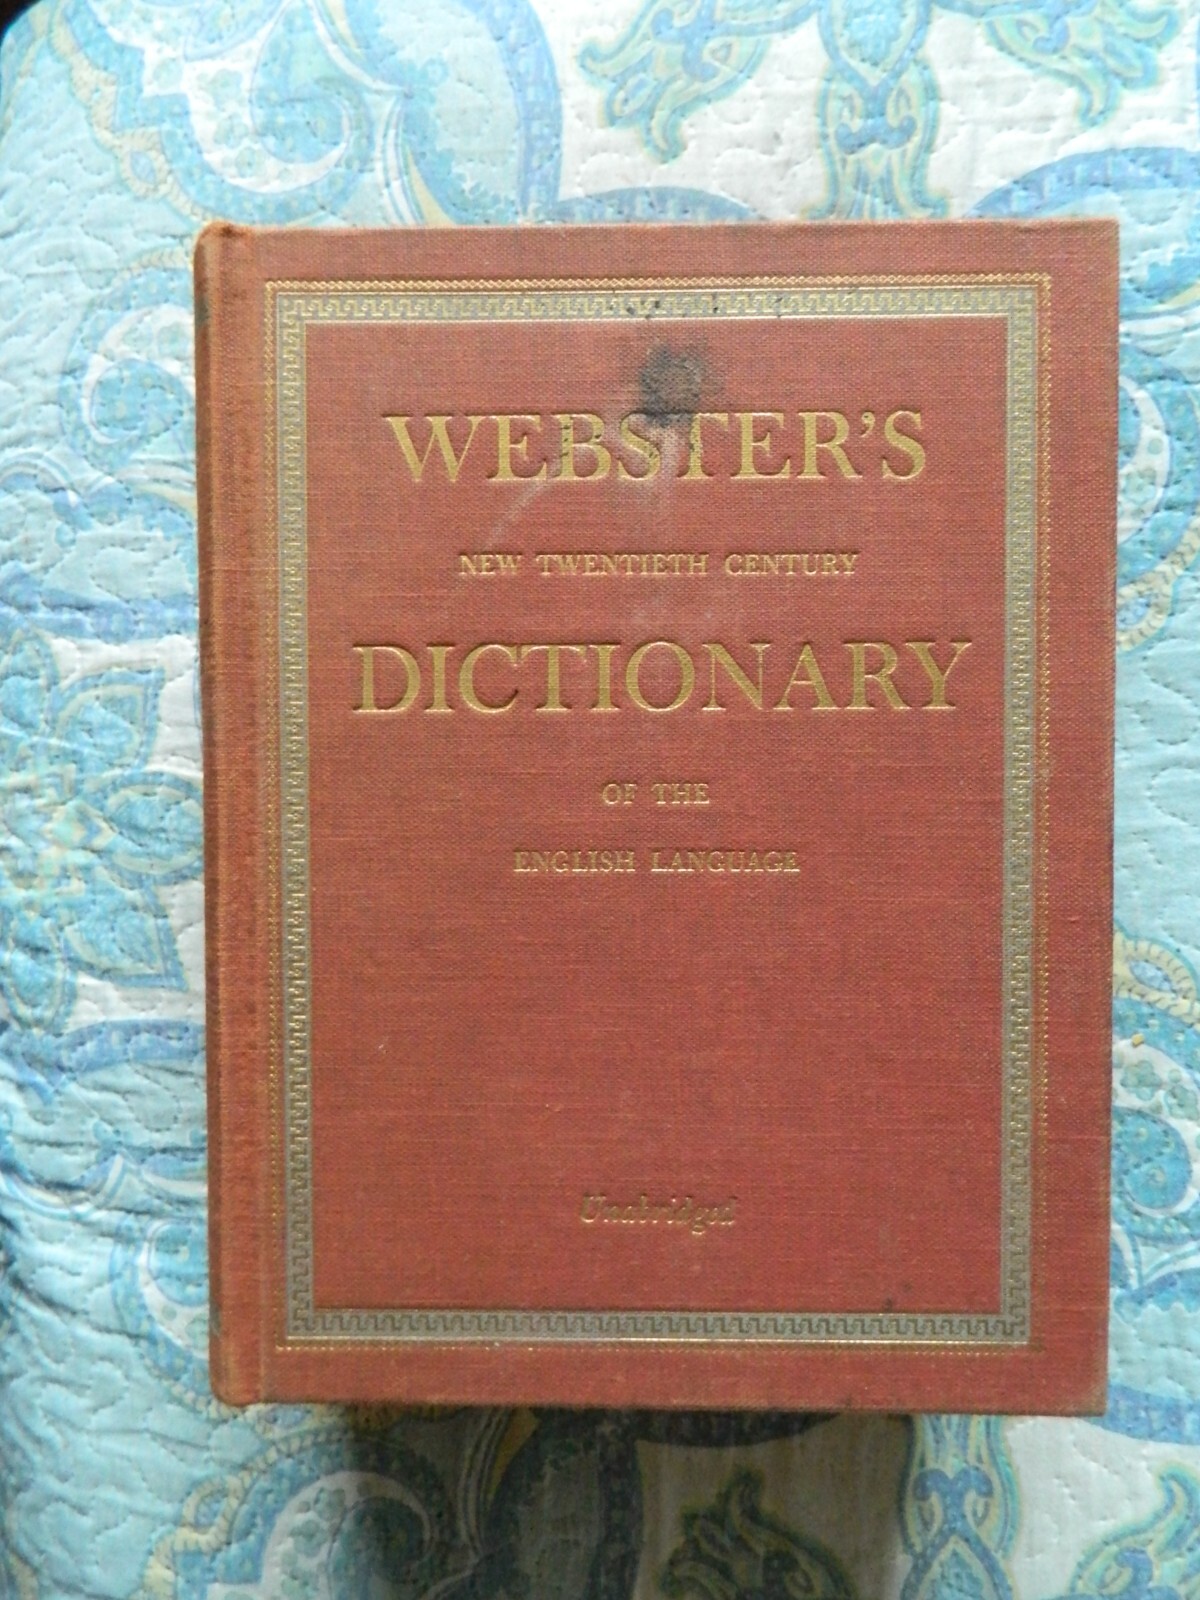 WEBSTER'S
NEW TWENTIETH CENTURY
DICTIONARY
OF THE
ENGLISH LANGUAGE
Unabridged